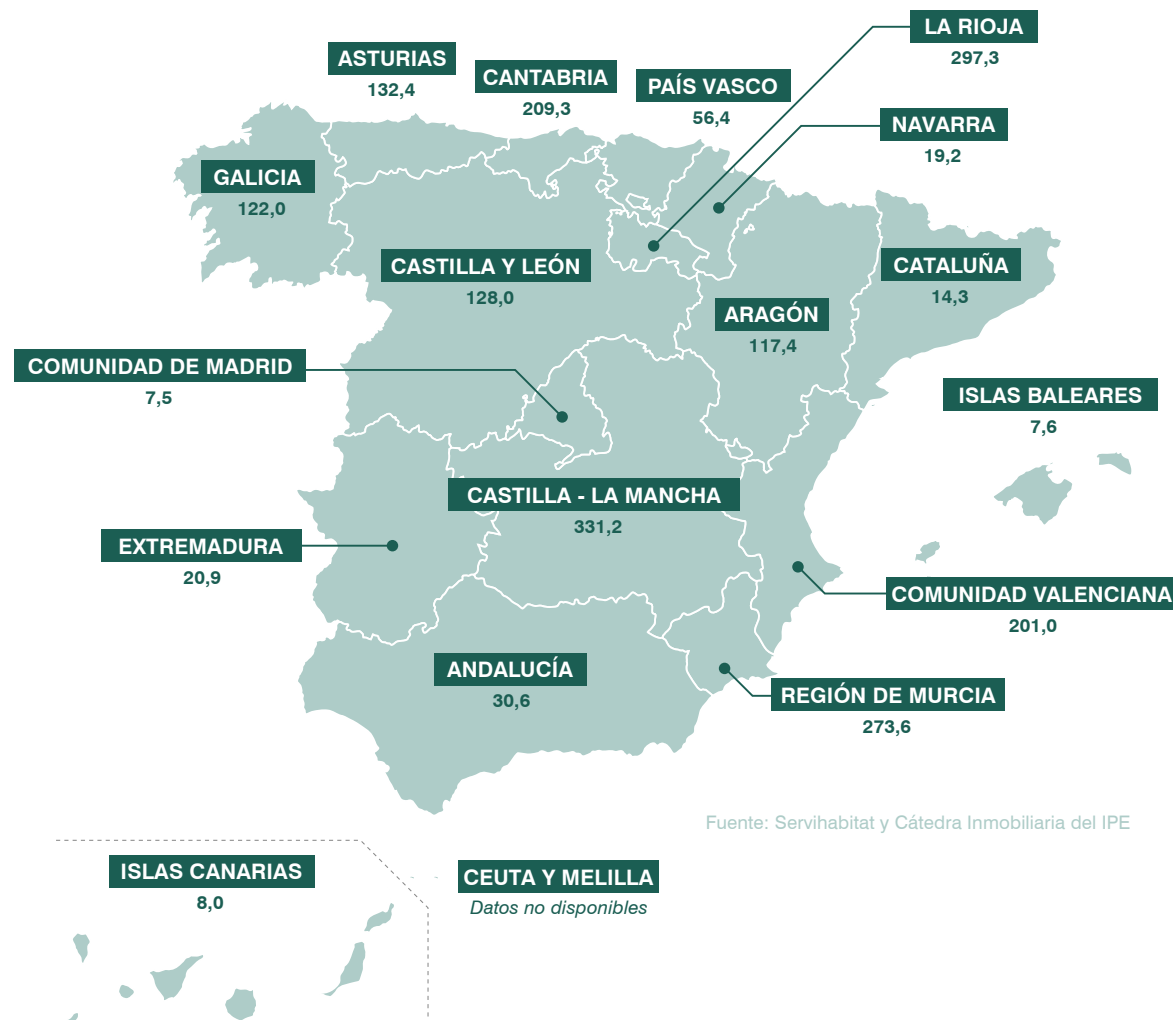 LA RIOJA
297,3
ASTURIAS
132,4
CANTABRIA
209,3
PAÍS VASCO
56,4
NAVARRA
19,2
GALICIA
122,0
CASTILLA Y LEÓN
128,0
CATALUÑA
14,3
ARAGÓN
117,4
COMUNIDAD DE MADRID
7,5
ISLAS BALEARES
7,6
CASTILLA - LA MANCHA
331,2
EXTREMADURA
20,9
COMUNIDAD VALENCIANA
201,0
ANDALUCÍA
30,6
REGIÓN DE MURCIA
273,6
Fuente: Servihabitat y Cátedra Inmobiliaria del IPE
ISLAS CANARIAS
8,0
CEUTA Y MELILLA
Datos no disponibles